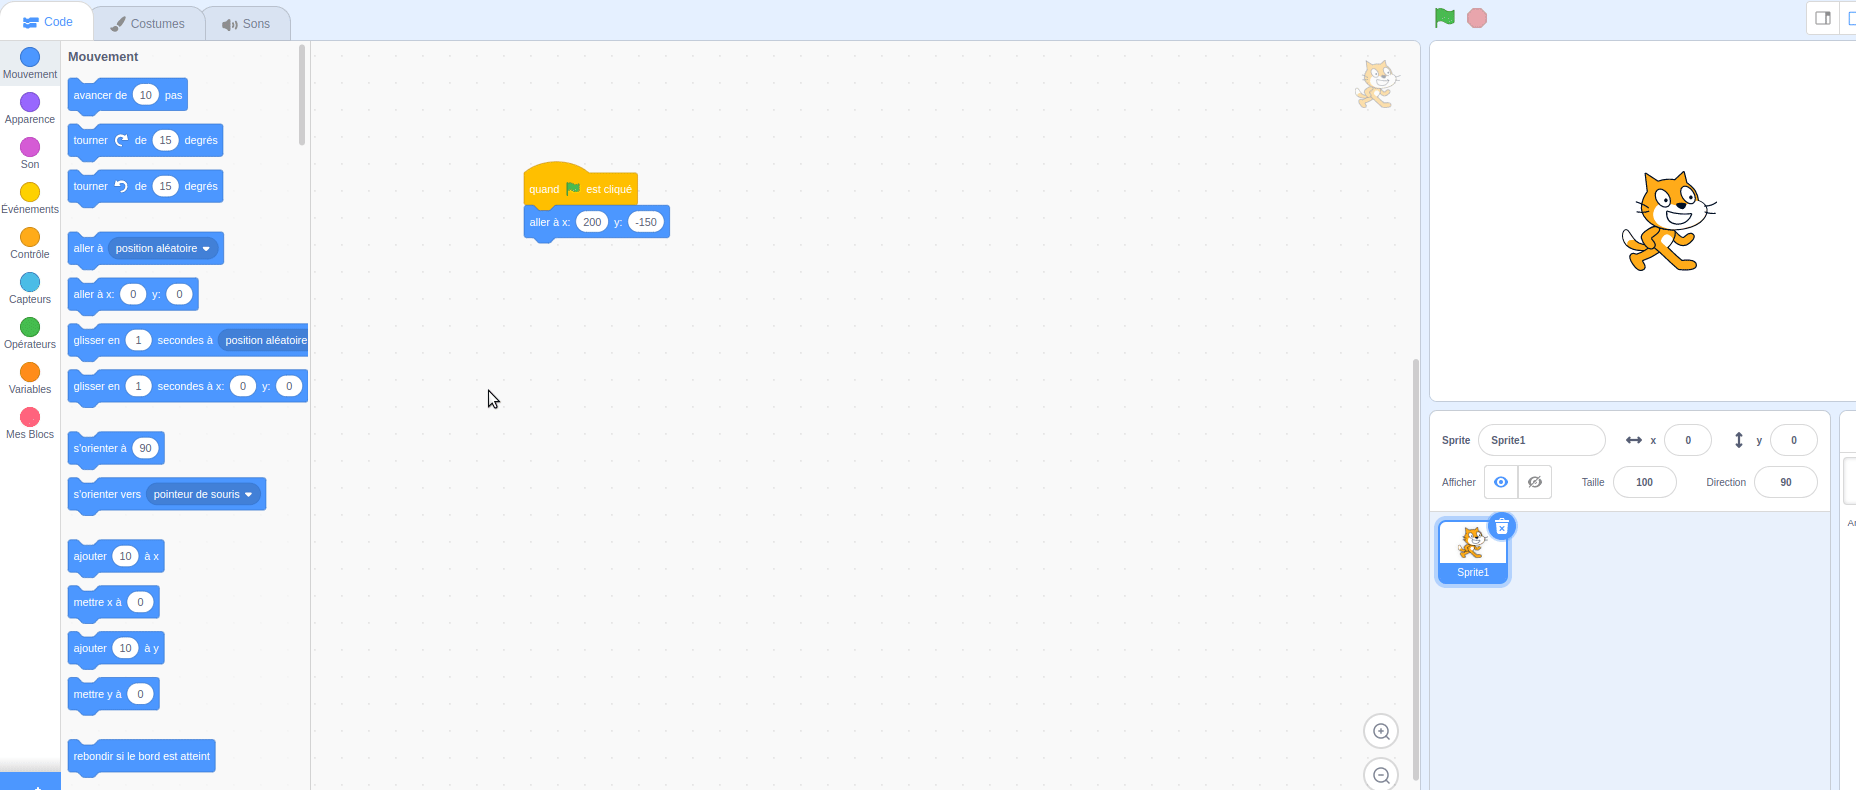 Code
Costumes
Sons
Mouvement
Apparence
Son
Événements
Contrôle
Capteurs
Opérateurs
Variables
Mes Blocs
Mouvement
avancer de 10 pas
tourner de 15 degrés
tourner de 15 degrés
aller à position aléatoire
aller à x: 0 y: 0
glisser en 1 secondes à position aléatoire
glisser en 1 secondes à x: 0 y: 0
s'orienter à 90
s'orienter vers pointeur de souris
ajouter 10 à x
mettre x à 0
ajouter 10 à y
mettre y à 0
rebondir si le bord est atteint
quand est cliqué
aller à x: 200 y: -150
Sprite Sprite1 x 0 y 0
Afficher Taille 100 Direction 90
Sprite1